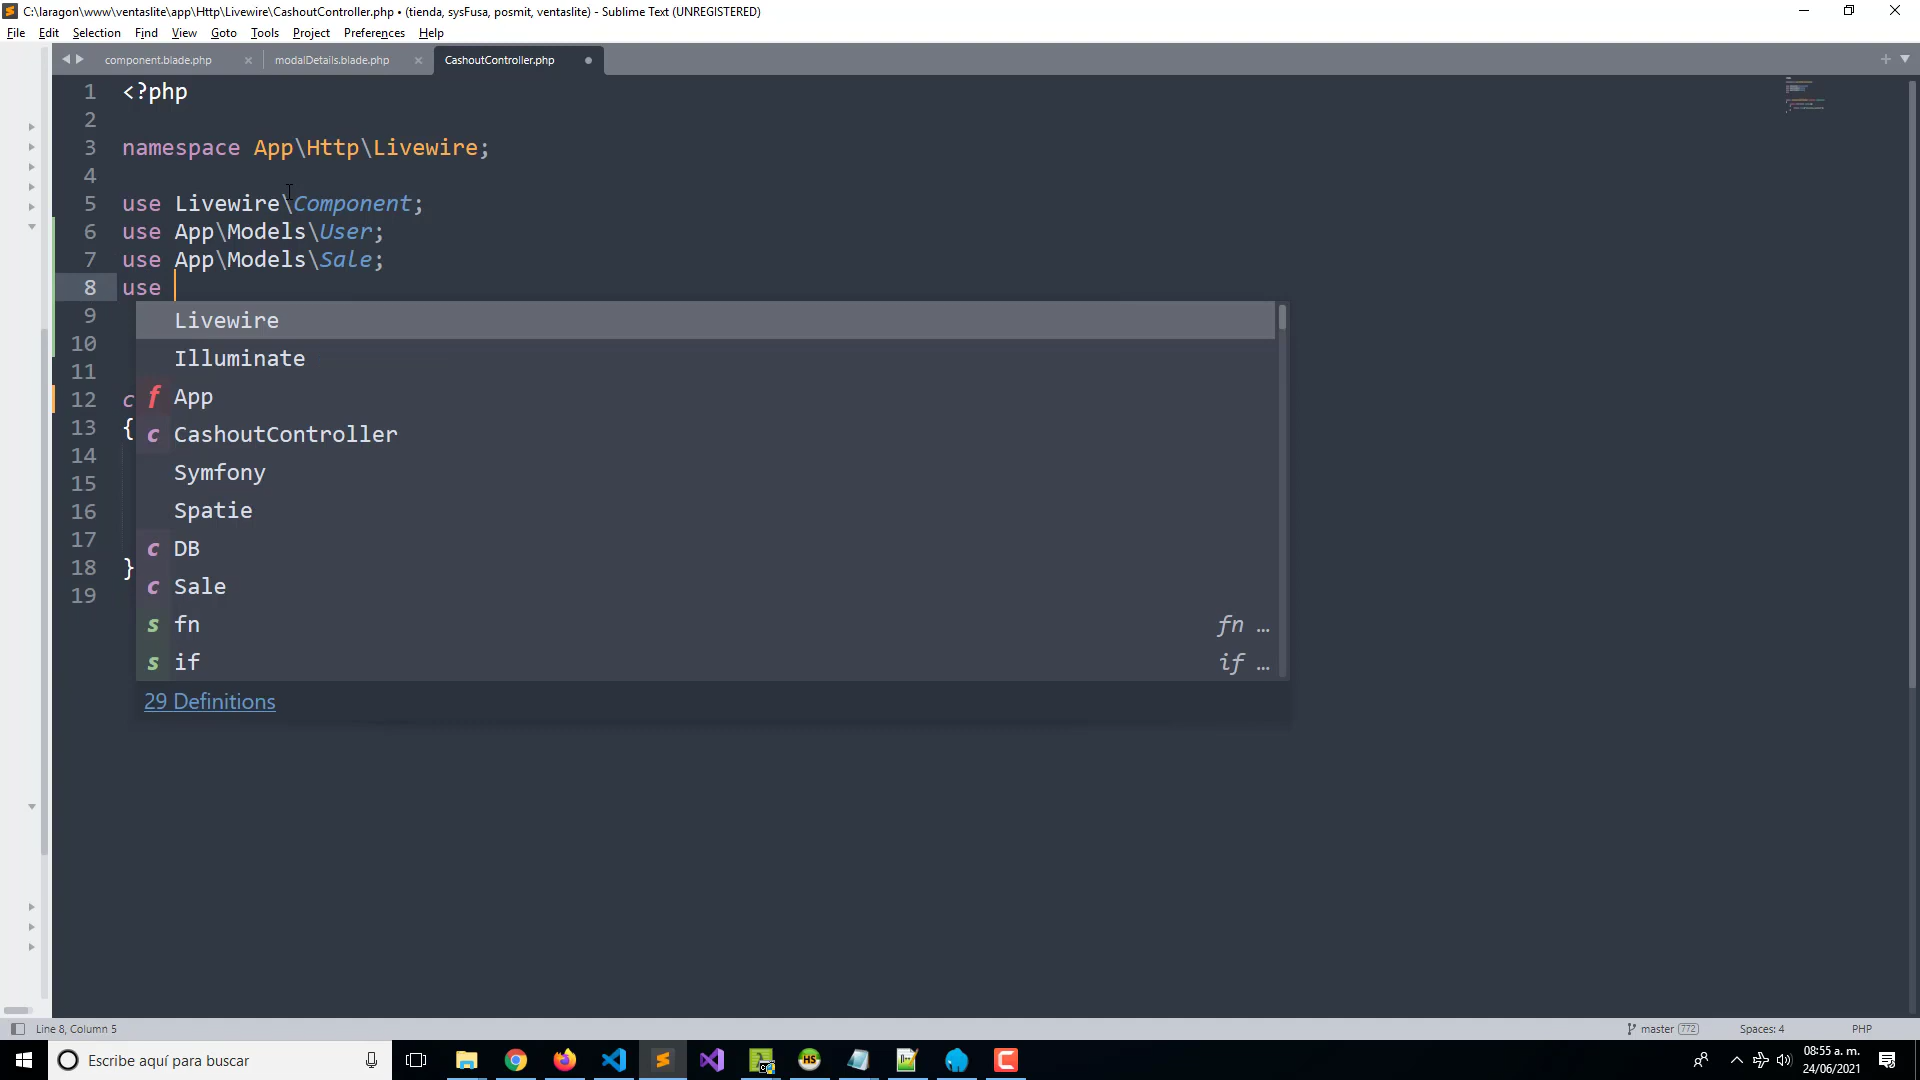 C:\laragon\www\ventaslite\app\Http\Livewire\CashoutController.php • (tienda, sysFusa, posmit, ventaslite) - Sublime Text (UNREGISTERED)
File Edit Selection Find View Goto Tools Project Preferences Help
component.blade.php modalDetails.blade.php CashoutController.php
1 <?php
2
3 namespace App\Http\Livewire;
4
5 use Livewire\Component;
6 use App\Models\User;
7 use App\Models\Sale;
8 use
9 Livewire
10 Illuminate
11
12 c f App
13 { c CashoutController
14
15 Symfony
16 Spatie
17 c DB
18 } c Sale
19
s fn fn …
s if if …
29 Definitions
Line 8, Column 5 master 772 Spaces: 4 PHP
Escribe aquí para buscar
08:55 a. m.
24/06/2021